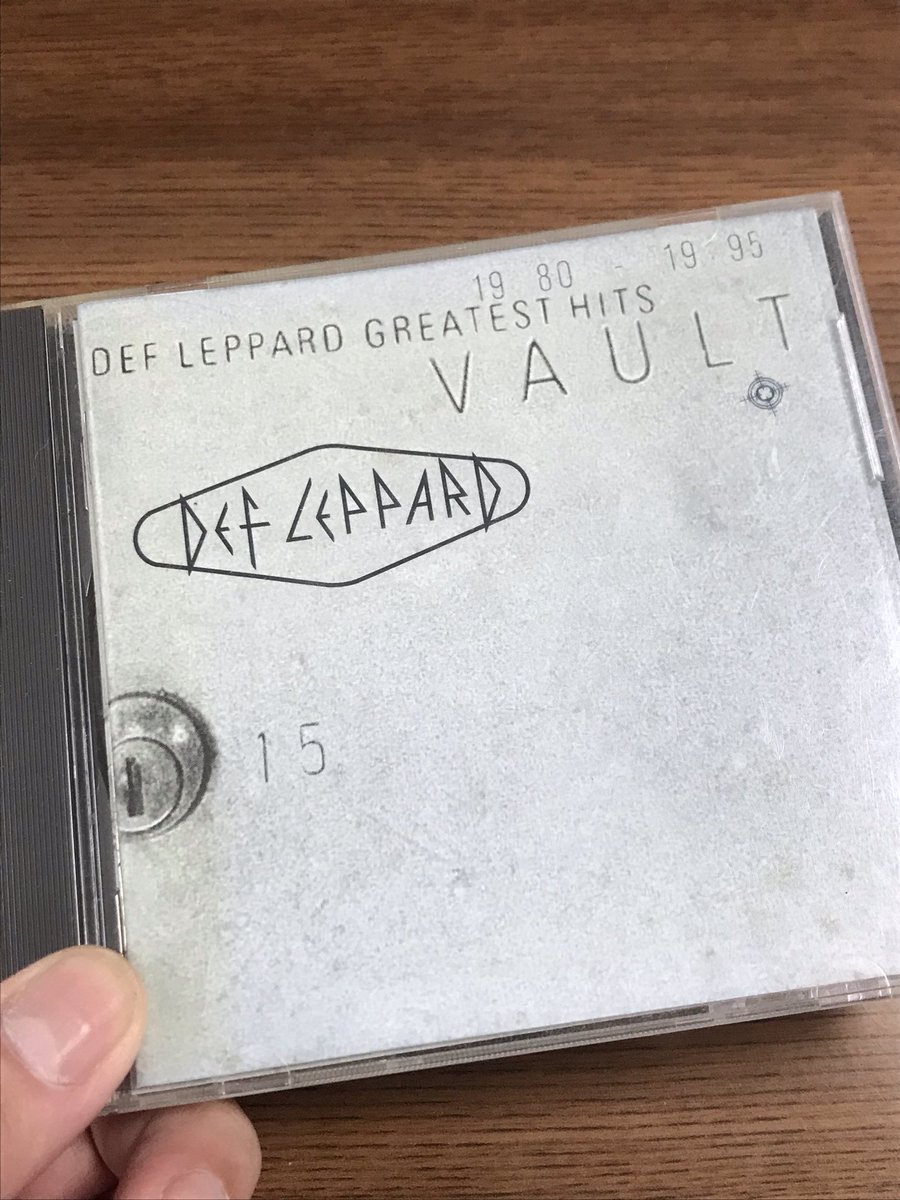 19 80 - 19 95
DEF LEPPARD GREATEST HITS
VAULT
DEF LEPPARD
15